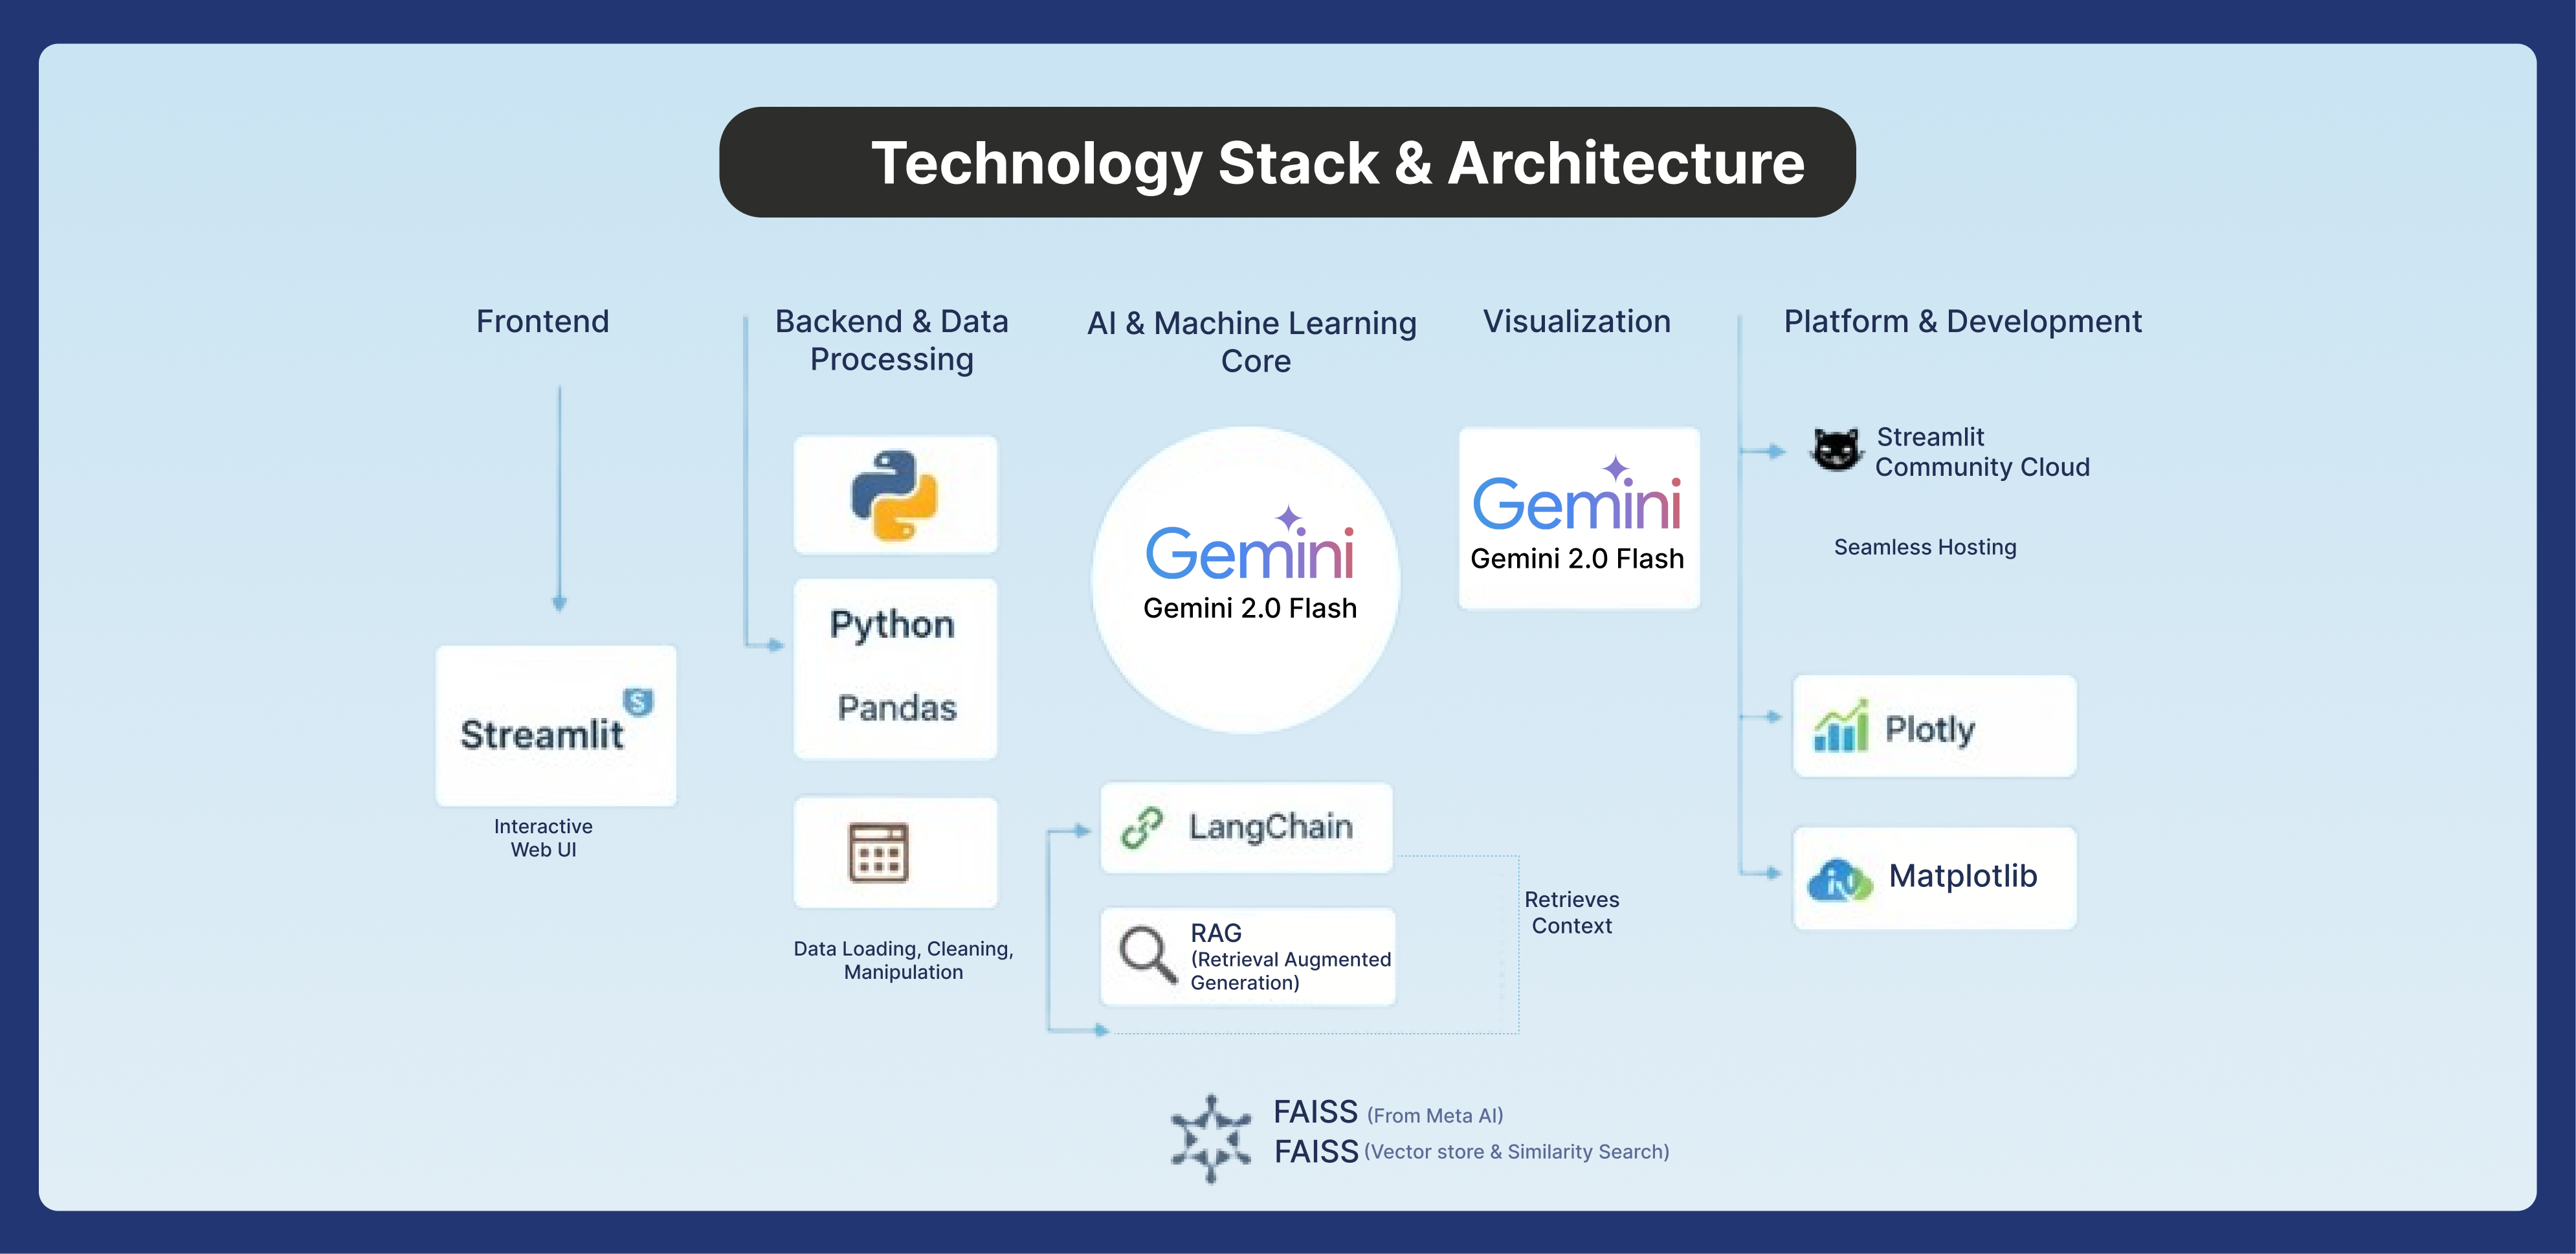 Technology Stack & Architecture
Frontend
Streamlit
S
Interactive
Web UI
Backend & Data
Processing
Python
Pandas
Data Loading, Cleaning,
Manipulation
AI & Machine Learning
Core
Gemini
Gemini 2.0 Flash
LangChain
RAG
(Retrieval Augmented
Generation)
Retrieves
Context
FAISS (From Meta AI)
FAISS (Vector store & Similarity Search)
Visualization
Gemini
Gemini 2.0 Flash
Platform & Development
Streamlit
Community Cloud
Seamless Hosting
Plotly
Matplotlib